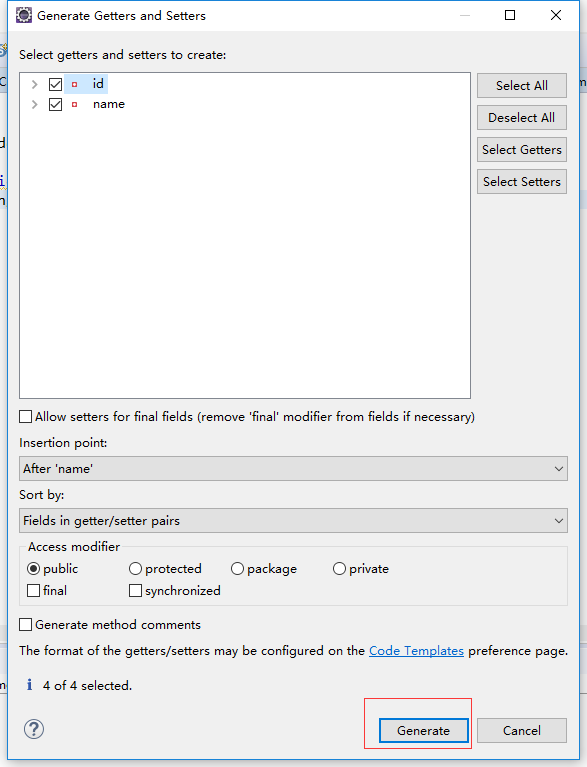 Generate Getters and Setters
Select getters and setters to create:
id
name
Select All
Deselect All
Select Getters
Select Setters
Allow setters for final fields (remove 'final' modifier from fields if necessary)
Insertion point:
After 'name'
Sort by:
Fields in getter/setter pairs
Access modifier
public protected package private
final synchronized
Generate method comments
The format of the getters/setters may be configured on the Code Templates preference page.
i 4 of 4 selected.
? Generate Cancel